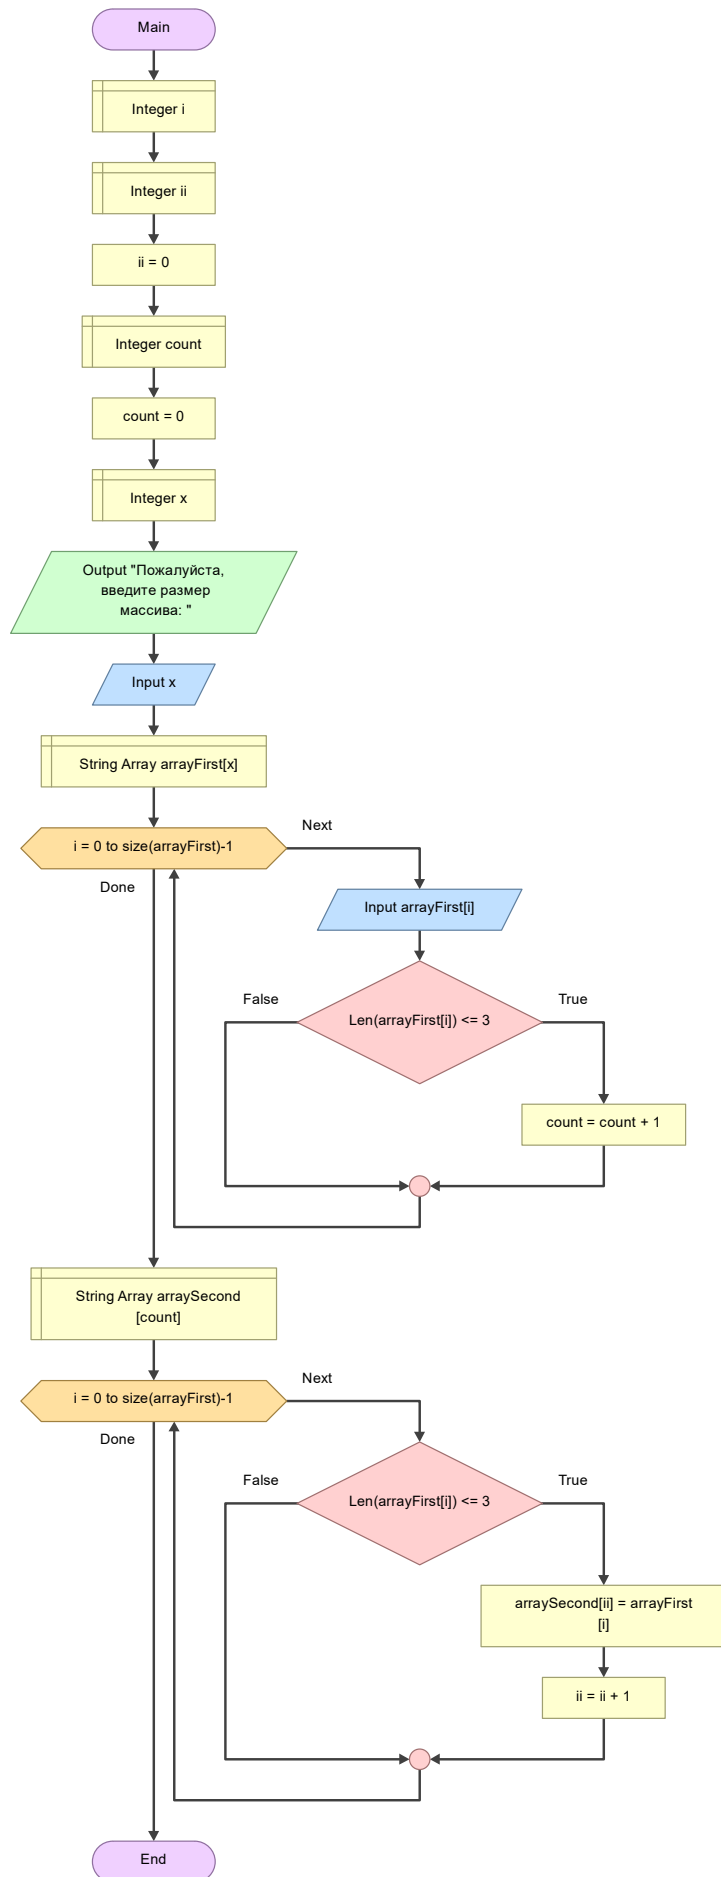 Main
Integer i
Integer ii
ii = 0
Integer count
count = 0
Integer x
Output "Пожалуйста,
введите размер
массива: "
Input x
String Array arrayFirst[x]
i = 0 to size(arrayFirst)-1
Next
Done
Input arrayFirst[i]
False
True
Len(arrayFirst[i]) <= 3
count = count + 1
String Array arraySecond
[count]
i = 0 to size(arrayFirst)-1
Next
Done
False
True
Len(arrayFirst[i]) <= 3
arraySecond[ii] = arrayFirst
[i]
ii = ii + 1
End